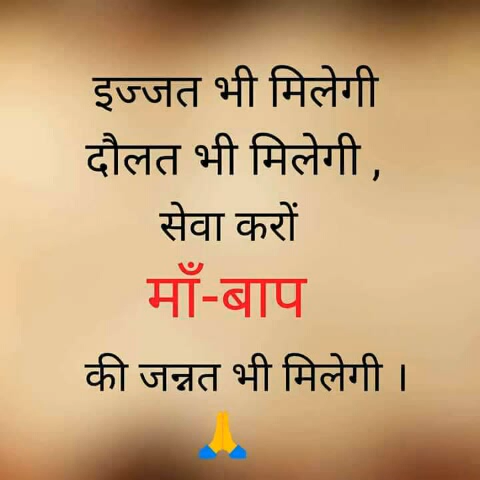 इज्जत भी मिलेगी
दौलत भी मिलेगी ,
सेवा करों
माँ-बाप
की जन्नत भी मिलेगी ।
🙏